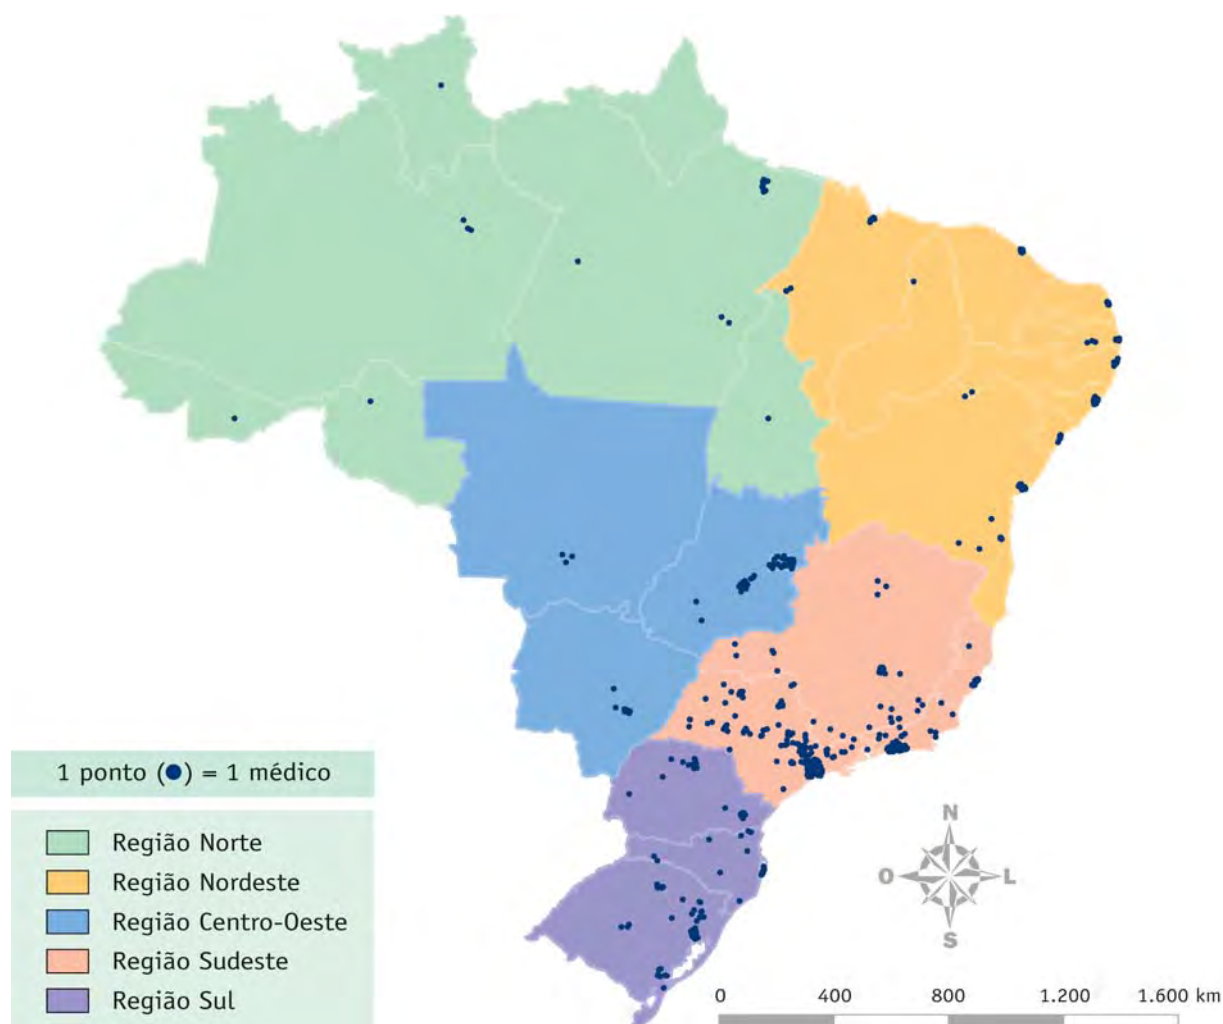 1 ponto (●) = 1 médico
Região Norte
Região Nordeste
Região Centro-Oeste
Região Sudeste
Região Sul
N
O L
S
0 400 800 1.200 1.600 km